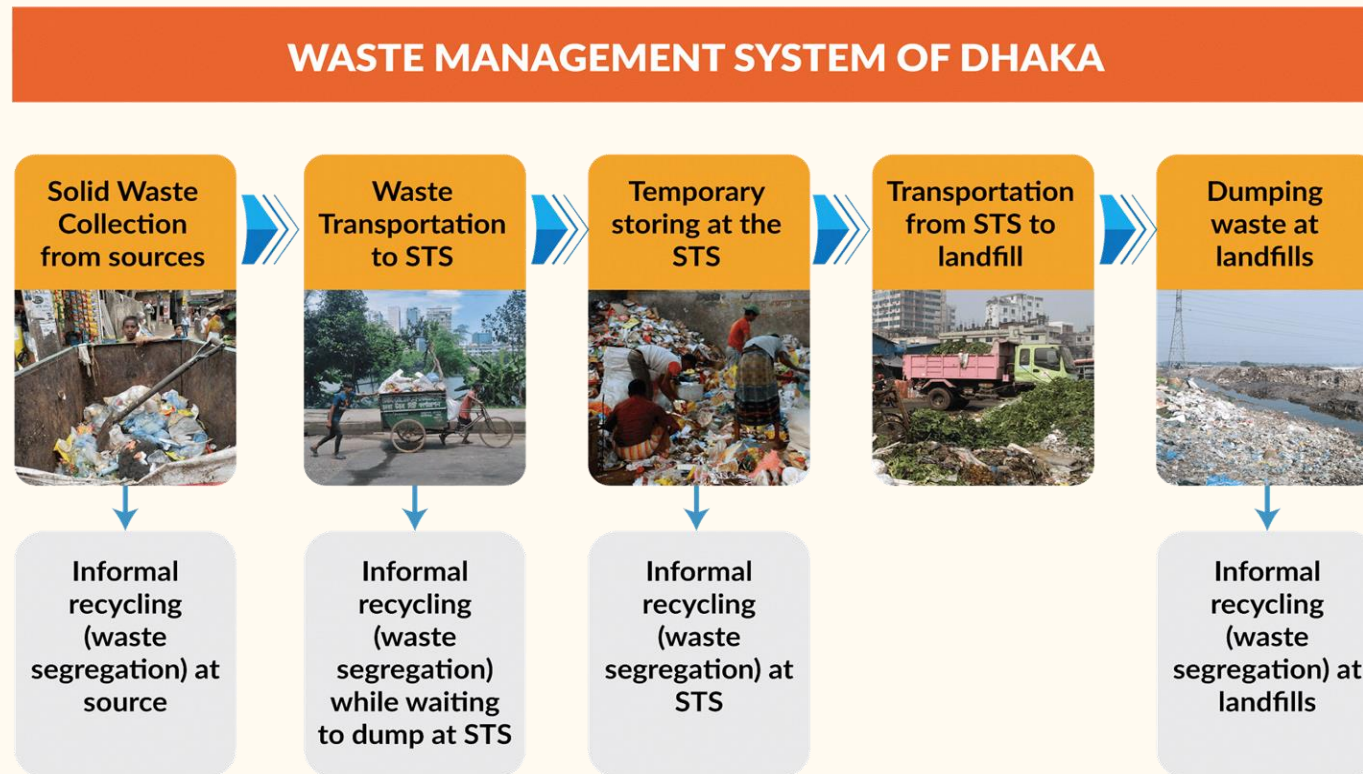 WASTE MANAGEMENT SYSTEM OF DHAKA
Solid Waste
Collection
from sources
Waste
Transportation
to STS
Temporary
storing at the
STS
Transportation
from STS to
landfill
Dumping
waste at
landfills
Informal
recycling
(waste
segregation) at
source
Informal
recycling
(waste
segregation)
while waiting
to dump at STS
Informal
recycling
(waste
segregation) at
STS
Informal
recycling
(waste
segregation) at
landfills